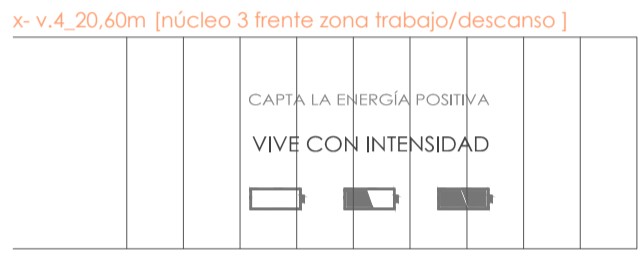 x- v.4_20,60m [núcleo 3 frente zona trabajo/descanso ]
CAPTA LA ENERGÍA POSITIVA
VIVE CON INTENSIDAD